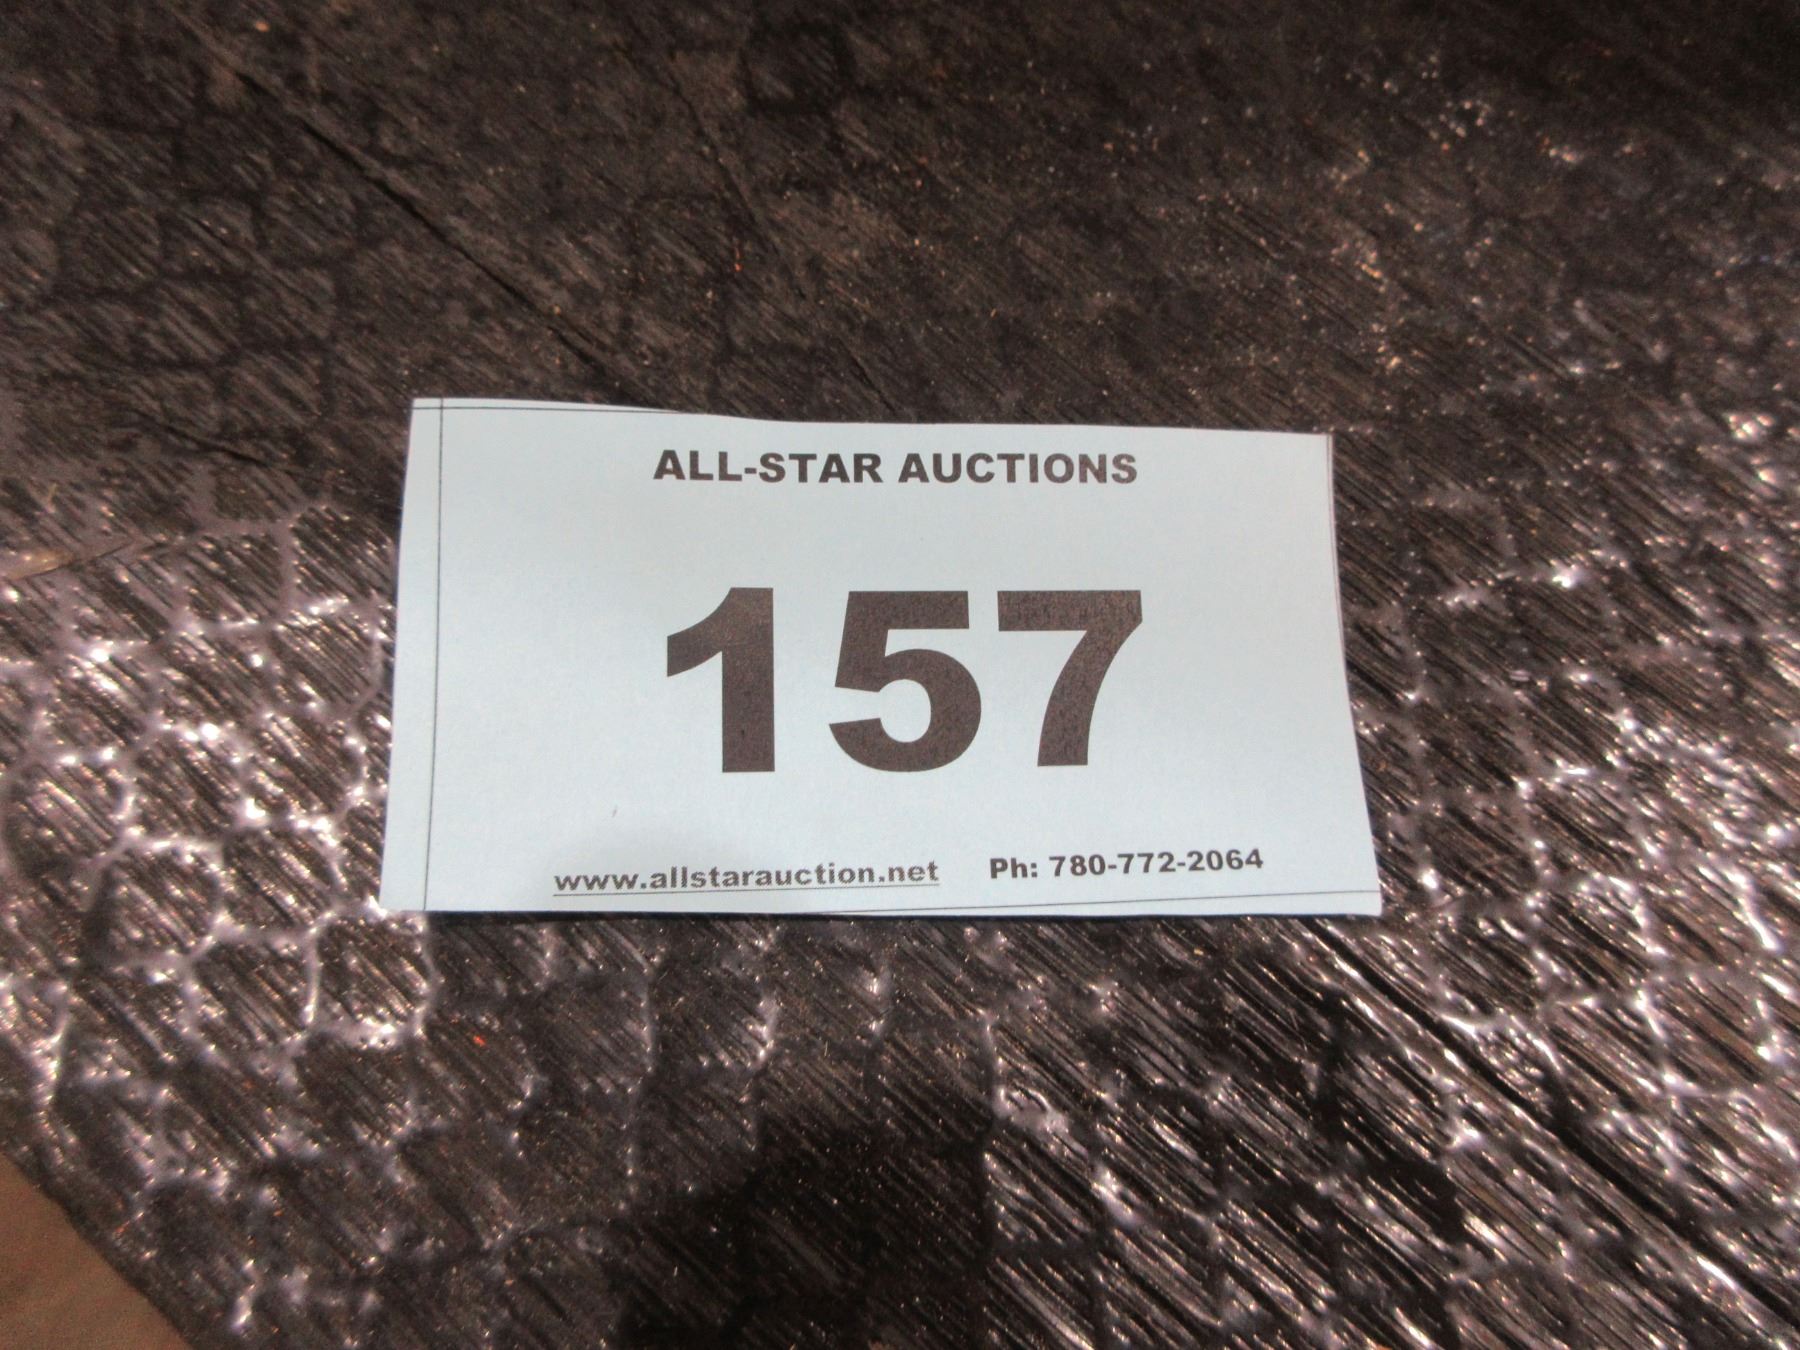 ALL-STAR AUCTIONS
157
www.allstarauction.net Ph: 780-772-2064